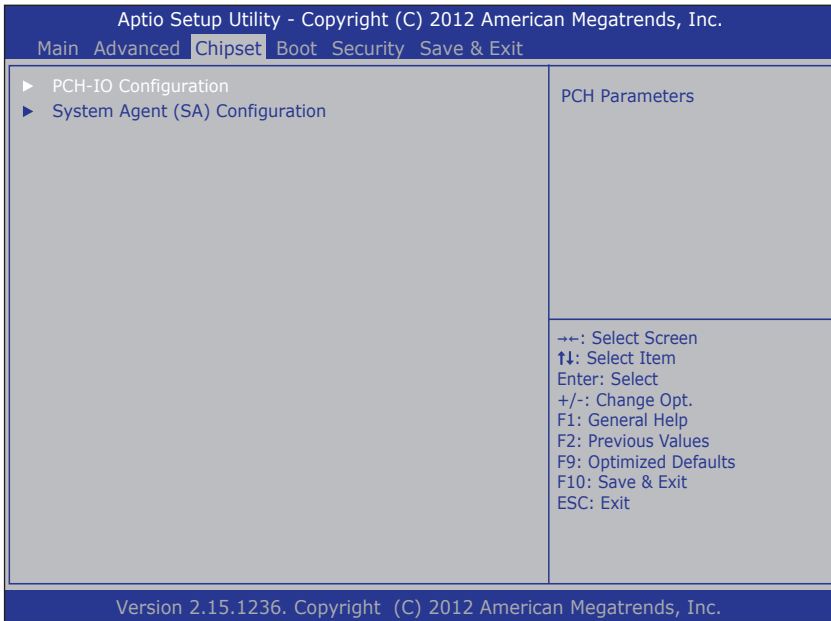 Aptio Setup Utility - Copyright (C) 2012 American Megatrends, Inc.
Main Advanced Chipset Boot Security Save & Exit
► PCH-IO Configuration
► System Agent (SA) Configuration
PCH Parameters
→←: Select Screen
↑↓: Select Item
Enter: Select
+/-: Change Opt.
F1: General Help
F2: Previous Values
F9: Optimized Defaults
F10: Save & Exit
ESC: Exit
Version 2.15.1236. Copyright (C) 2012 American Megatrends, Inc.